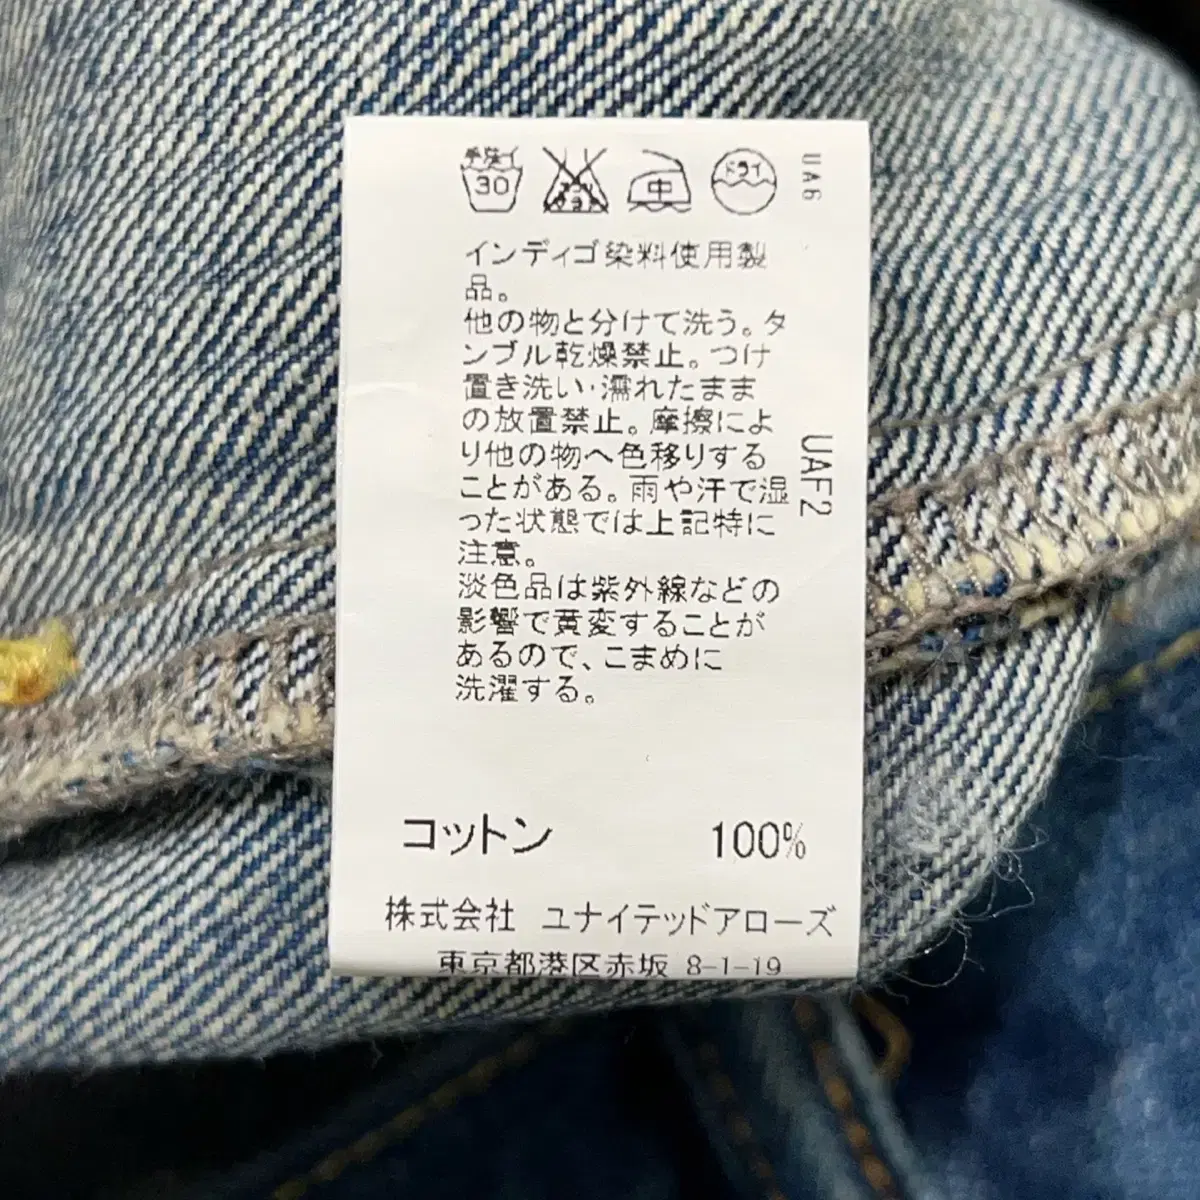 手洗イ 30 エンソサラシ 中 ドライ
UA6
インディゴ染料使用製
品。
他の物と分けて洗う。タ
ンブル乾燥禁止。つけ
置き洗い・濡れたまま
の放置禁止。摩擦によ
り他の物へ色移りする
ことがある。雨や汗で湿
った状態では上記特に
注意。
淡色品は紫外線などの
影響で黄変することが
あるので、こまめに
洗濯する。
UAF2
コットン 100%
株式会社 ユナイテッドアローズ
東京都港区赤坂 8-1-19